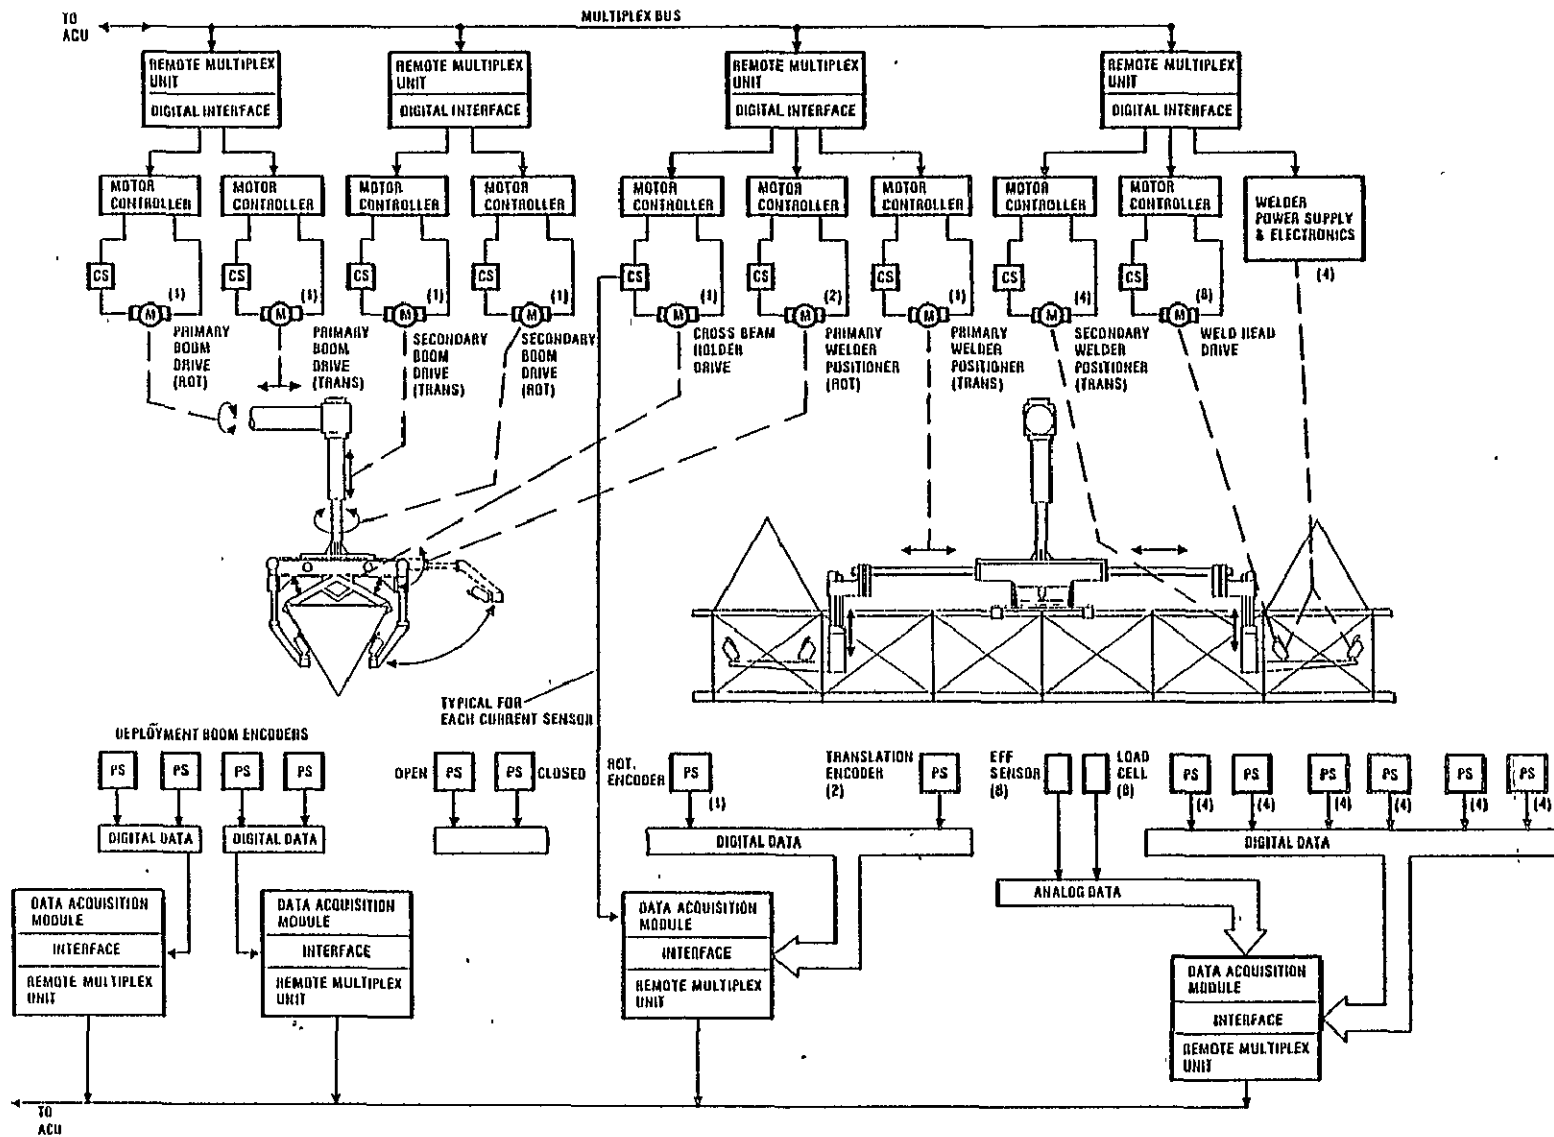 TO
ACU
MULTIPLEX BUS
REMOTE MULTIPLEX
UNIT
DIGITAL INTERFACE
REMOTE MULTIPLEX
UNIT
DIGITAL INTERFACE
REMOTE MULTIPLEX
UNIT
DIGITAL INTERFACE
REMOTE MULTIPLEX
UNIT
DIGITAL INTERFACE
MOTOR
CONTROLLER
MOTOR
CONTROLLER
MOTOR
CONTROLLER
MOTOR
CONTROLLER
MOTOR
CONTROLLER
MOTOR
CONTROLLER
MOTOR
CONTROLLER
MOTOR
CONTROLLER
MOTOR
CONTROLLER
WELDER
POWER SUPPLY
& ELECTRONICS
(4)
CS
CS
CS
CS
CS
CS
CS
CS
CS
M
(1)
M
(1)
M
(1)
M
(1)
M
(1)
M
(2)
M
(1)
M
(4)
M
(8)
PRIMARY
BOOM
DRIVE
(ROT)
PRIMARY
BOOM
DRIVE
(TRANS)
SECONDARY
BOOM
DRIVE
(TRANS)
SECONDARY
BOOM
DRIVE
(ROT)
CROSS BEAM
HOLDER
DRIVE
PRIMARY
WELDER
POSITIONER
(ROT)
PRIMARY
WELDER
POSITIONER
(TRANS)
SECONDARY
WELDER
POSITIONER
(TRANS)
WELD HEAD
DRIVE
TYPICAL FOR
EACH CURRENT SENSOR
DEPLOYMENT BOOM ENCODERS
PS
PS
PS
PS
OPEN
PS
PS
CLOSED
ROT.
ENCODER
PS
(1)
TRANSLATION
ENCODER
(2)
PS
EFF
SENSOR
(8)
LOAD
CELL
(8)
PS
(4)
PS
(4)
PS
(4)
PS
(4)
PS
(4)
PS
(4)
DIGITAL DATA
DIGITAL DATA
DIGITAL DATA
DIGITAL DATA
ANALOG DATA
DATA ACQUISITION
MODULE
INTERFACE
REMOTE MULTIPLEX
UNIT
DATA ACQUISITION
MODULE
INTERFACE
REMOTE MULTIPLEX
UNIT
DATA ACQUISITION
MODULE
INTERFACE
REMOTE MULTIPLEX
UNIT
DATA ACQUISITION
MODULE
INTERFACE
REMOTE MULTIPLEX
UNIT
TO
ACU